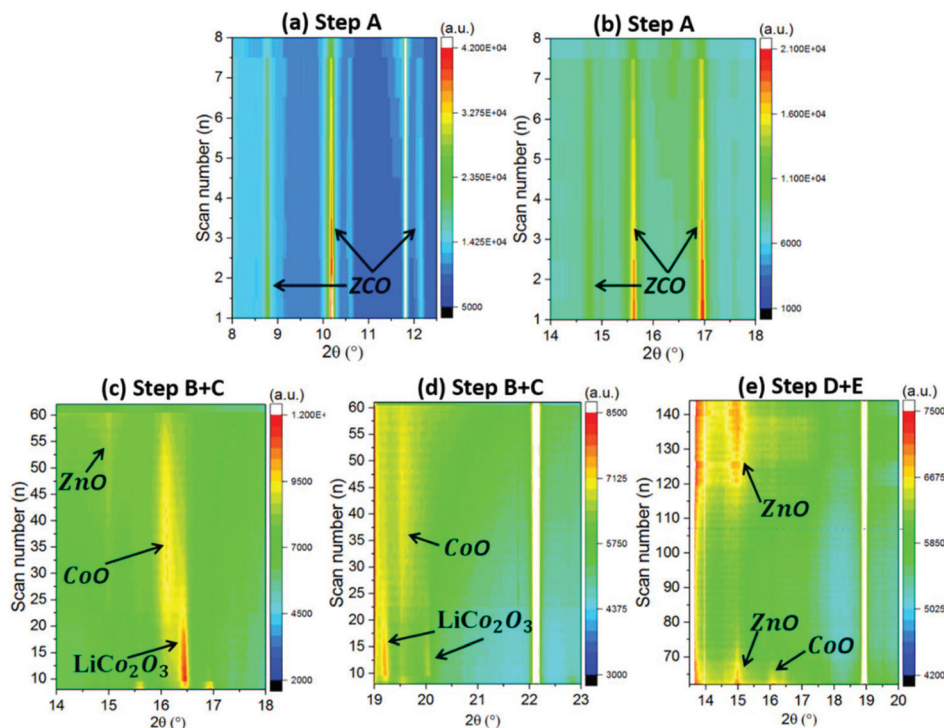 (a) Step A
(a.u.)
8
7
6
5
4
3
2
1
Scan number (n)
ZCO
8 9 10 11 12
2θ (°)
4.200E+04
3.275E+04
2.350E+04
1.425E+04
5000
(b) Step A
(a.u.)
8
7
6
5
4
3
2
1
Scan number (n)
ZCO
14 15 16 17 18
2θ (°)
2.100E+04
1.600E+04
1.100E+04
6000
1000
(c) Step B+C
(a.u.)
60
55
50
45
40
35
30
25
20
15
10
Scan number (n)
ZnO
CoO
LiCo₂O₃
14 15 16 17 18
2θ (°)
1.200E+
9500
7000
4500
2000
(d) Step B+C
(a.u.)
60
55
50
45
40
35
30
25
20
15
10
Scan number (n)
CoO
LiCo₂O₃
19 20 21 22 23
2θ (°)
8500
7125
5750
4375
3000
(e) Step D+E
(a.u.)
140
130
120
110
100
90
80
70
Scan number (n)
ZnO
ZnO
CoO
14 15 16 17 18 19 20
2θ (°)
7500
6675
5850
5025
4200